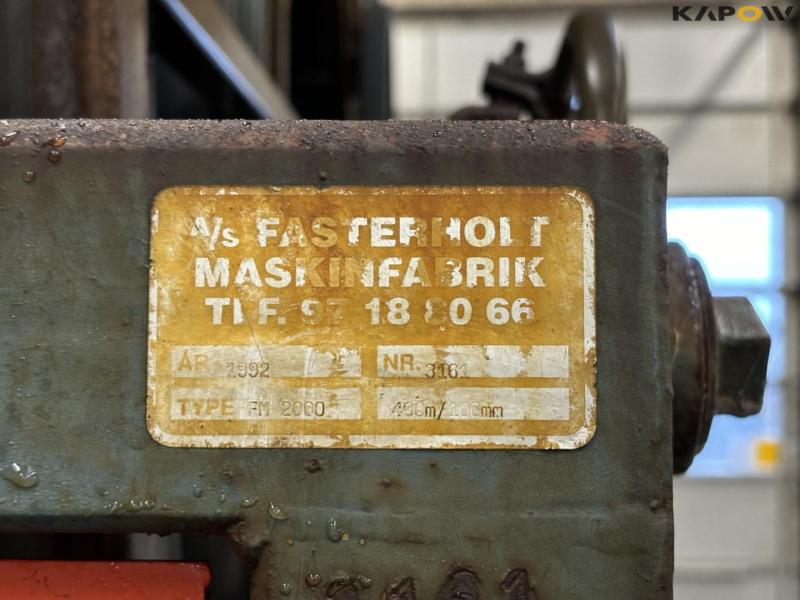 KAPOW
A/S FASTERHOLT
MASKINFABRIK
TLF. 97 18 80 66
ÅR 1992 NR. 3161
TYPE FM 2000 400m/100mm